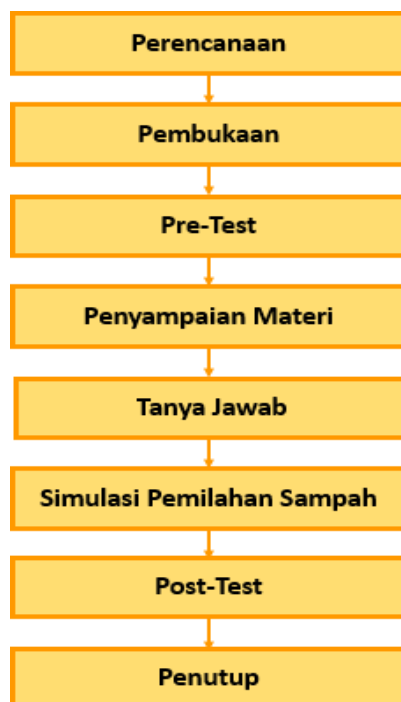 Perencanaan
Pembukaan
Pre-Test
Penyampaian Materi
Tanya Jawab
Simulasi Pemilahan Sampah
Post-Test
Penutup